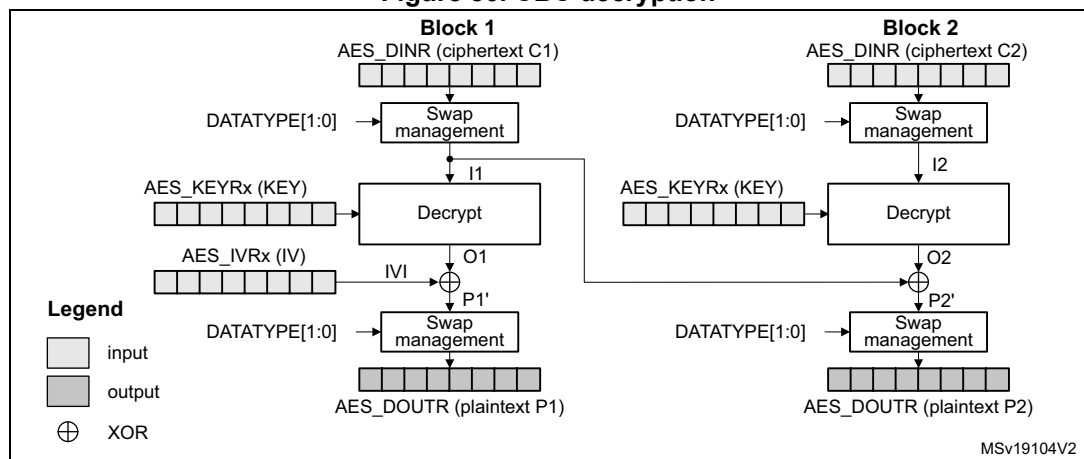 Block 1
AES_DINR (ciphertext C1)
DATATYPE[1:0]
Swap
management
I1
AES_KEYRx (KEY)
Decrypt
AES_IVRx (IV)
IVI
O1
P1'
DATATYPE[1:0]
Swap
management
AES_DOUTR (plaintext P1)
Block 2
AES_DINR (ciphertext C2)
DATATYPE[1:0]
Swap
management
I2
AES_KEYRx (KEY)
Decrypt
O2
P2'
DATATYPE[1:0]
Swap
management
AES_DOUTR (plaintext P2)
Legend
input
output
XOR
MSv19104V2